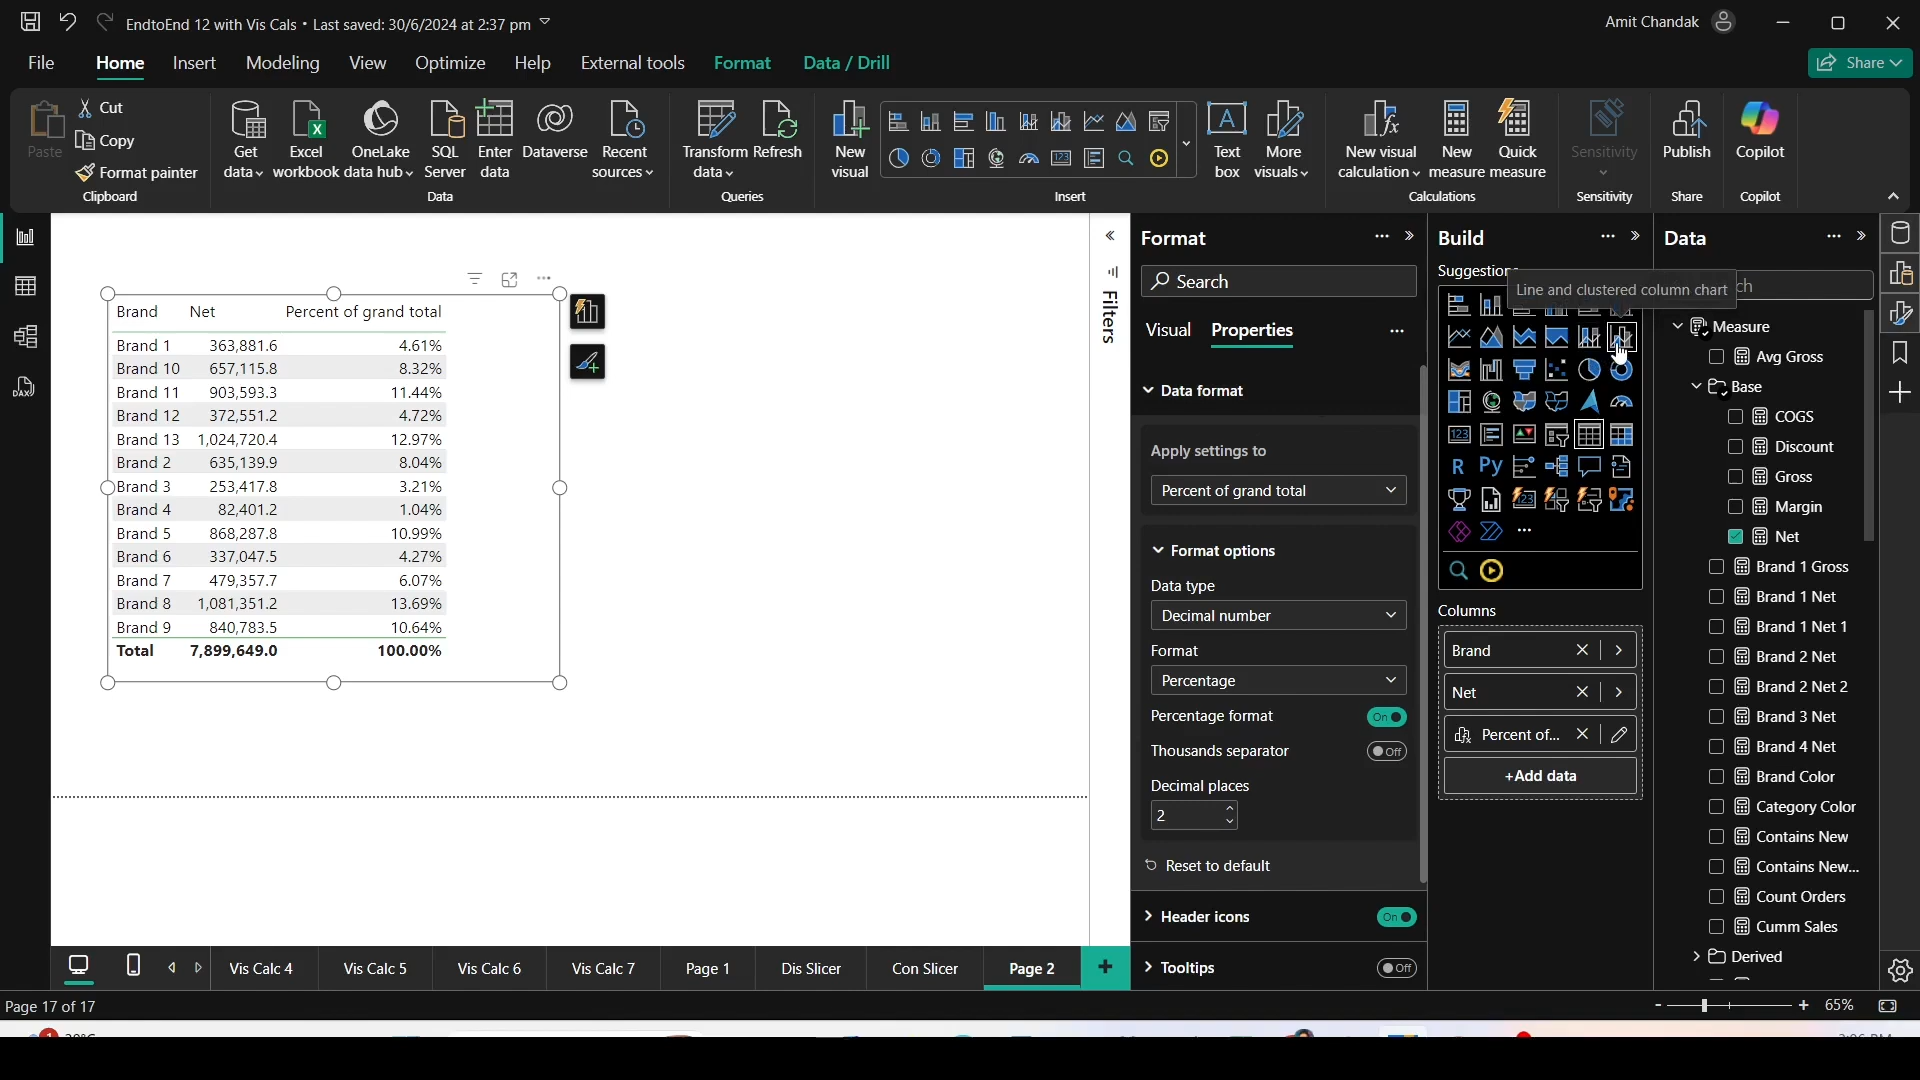 EndtoEnd 12 with Vis Cals • Last saved: 30/6/2024 at 2:37 pm
Amit Chandak
File Home Insert Modeling View Optimize Help External tools Format Data / Drill
Share
Paste
Cut
Copy
Format painter
Clipboard
Get data
Excel workbook
OneLake data hub
SQL Server
Enter data
Dataverse
Recent sources
Data
Transform data
Refresh
Queries
New visual
Text box
More visuals
Insert
New visual calculation
New measure
Quick measure
Calculations
Sensitivity
Sensitivity
Publish
Share
Copilot
Copilot
DAX
Brand Net Percent of grand total
Brand 1 363,881.6 4.61%
Brand 10 657,115.8 8.32%
Brand 11 903,593.3 11.44%
Brand 12 372,551.2 4.72%
Brand 13 1,024,720.4 12.97%
Brand 2 635,139.9 8.04%
Brand 3 253,417.8 3.21%
Brand 4 82,401.2 1.04%
Brand 5 868,287.8 10.99%
Brand 6 337,047.5 4.27%
Brand 7 479,357.7 6.07%
Brand 8 1,081,351.2 13.69%
Brand 9 840,783.5 10.64%
Total 7,899,649.0 100.00%
Filters
Format
Search
Visual Properties
Data format
Apply settings to
Percent of grand total
Format options
Data type
Decimal number
Format
Percentage
Percentage format On
Thousands separator Off
Decimal places
2
Reset to default
Header icons On
Tooltips Off
Build
Suggestion
Line and clustered column chart
123
R Py
123
Columns
Brand
Net
Percent of...
+Add data
Data
ch
Measure
Avg Gross
Base
COGS
Discount
Gross
Margin
Net
Brand 1 Gross
Brand 1 Net
Brand 1 Net 1
Brand 2 Net
Brand 2 Net 2
Brand 3 Net
Brand 4 Net
Brand Color
Category Color
Contains New
Contains New...
Count Orders
Cumm Sales
Derived
Vis Calc 4 Vis Calc 5 Vis Calc 6 Vis Calc 7 Page 1 Dis Slicer Con Slicer Page 2
Page 17 of 17
65%